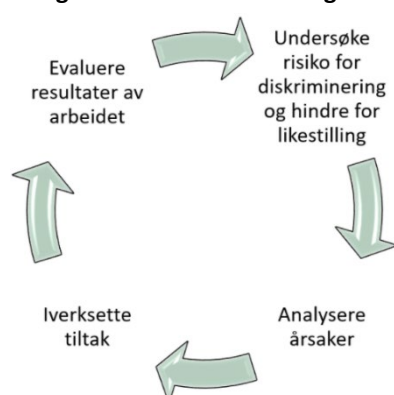 Undersøke
risiko for
diskriminering
og hindre for
likestilling
Analysere
årsaker
Iverksette
tiltak
Evaluere
resultater av
arbeidet